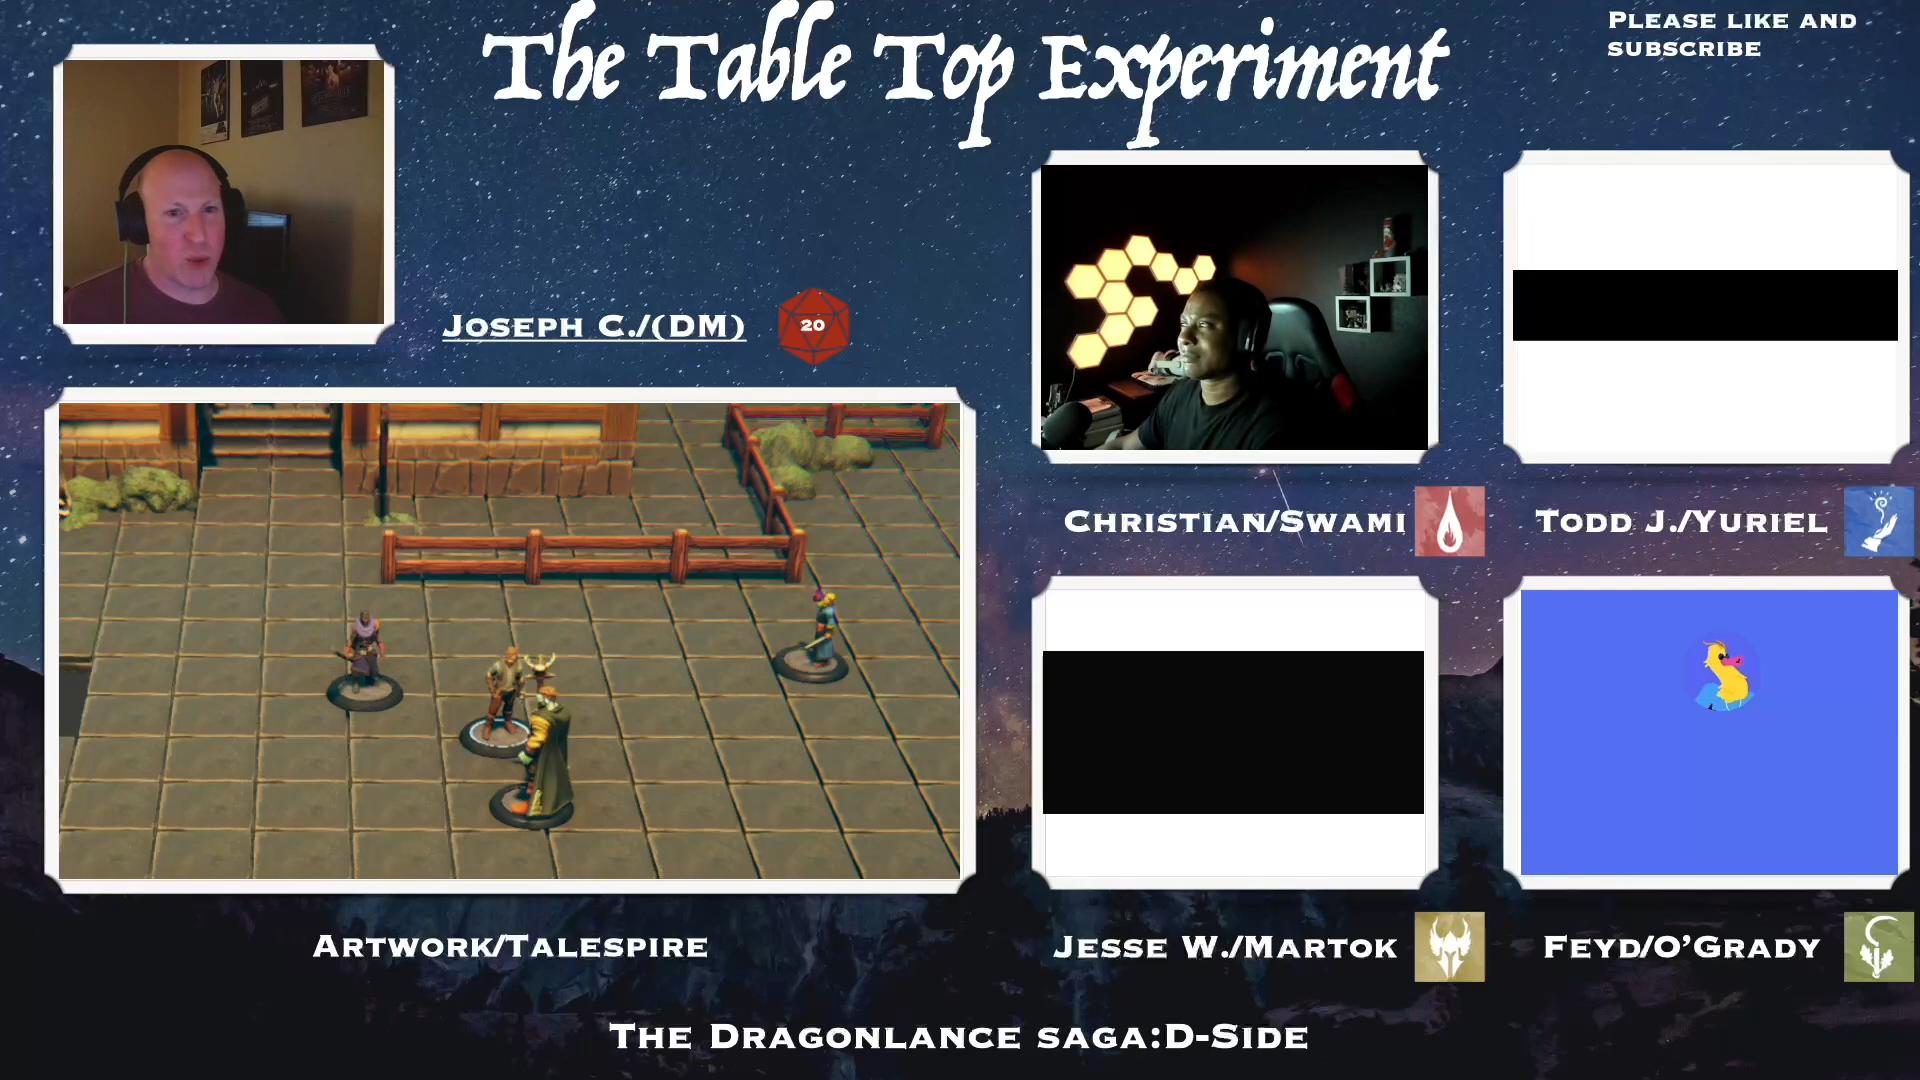 The Table Top Experiment
Please like and
subscribe
Joseph C./(DM)
20
Christian/Swami
Todd J./Yuriel
Artwork/Talespire
Jesse W./Martok
Feyd/O'Grady
The Dragonlance saga:D-Side